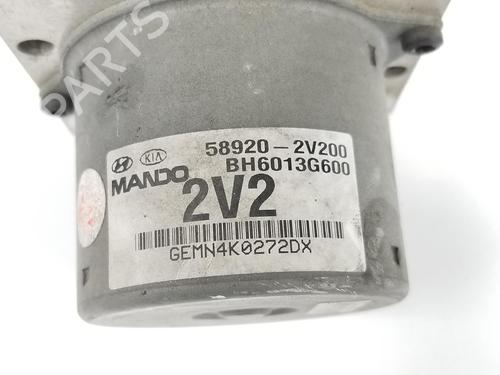 PARTS
KIA
58920-2V200
MANDO
BH6013G600
2V2
GEMN4K0272DX